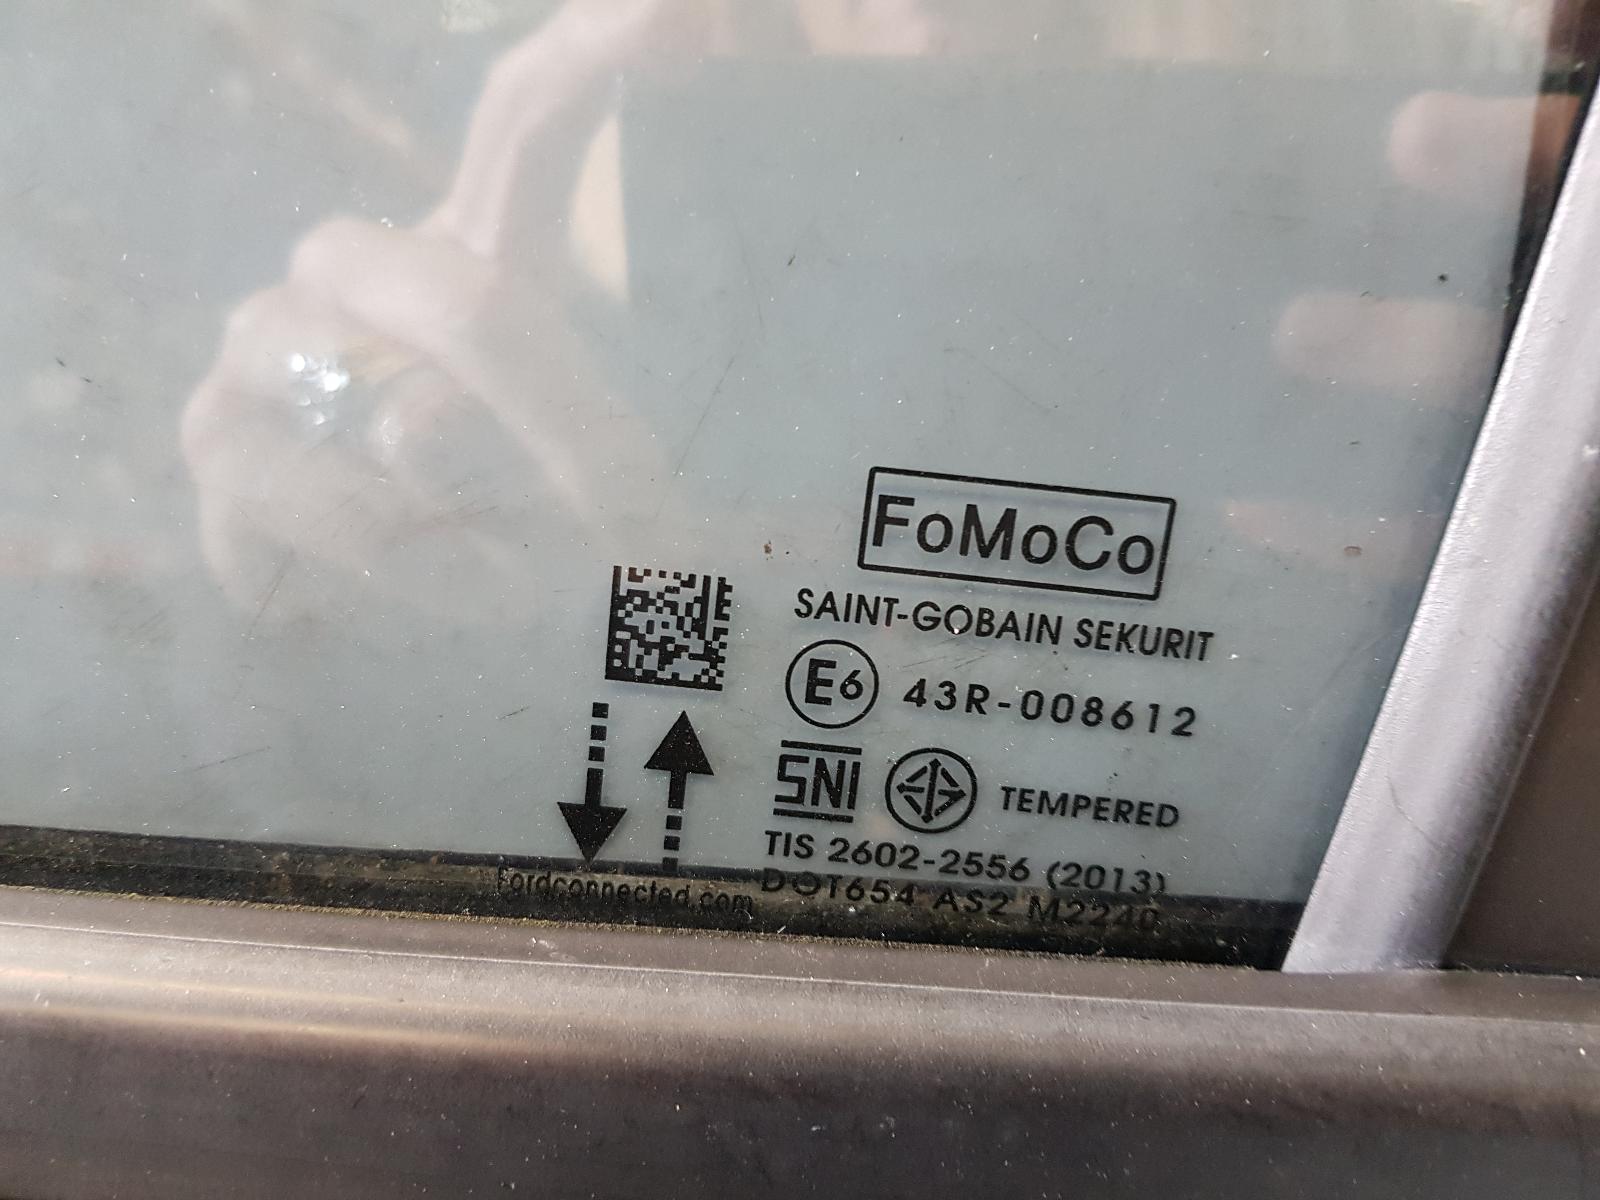 FoMoCo
SAINT-GOBAIN SEKURIT
E6 43R-008612
SNI TEMPERED
TIS 2602-2556 (2013)
DOT654 AS2 M2240
Fordconnected.com